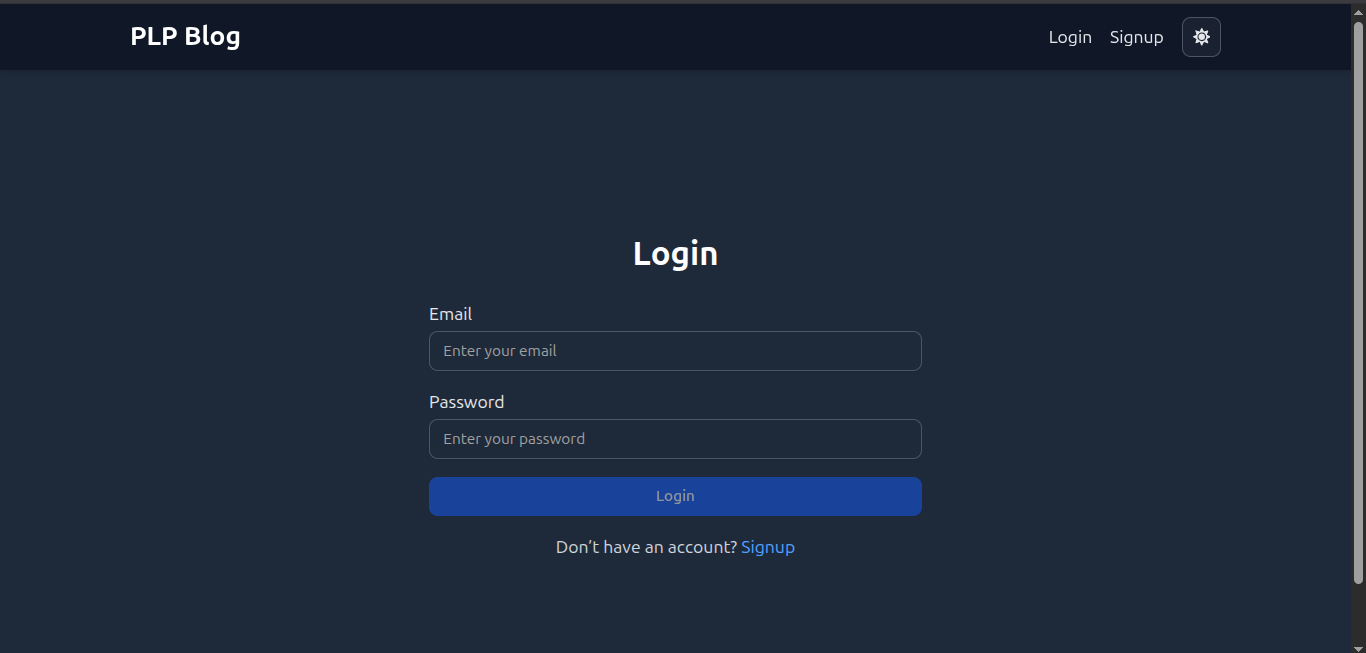 PLP Blog
Login
Signup
Login
Email
Enter your email
Password
Enter your password
Login
Don’t have an account? Signup